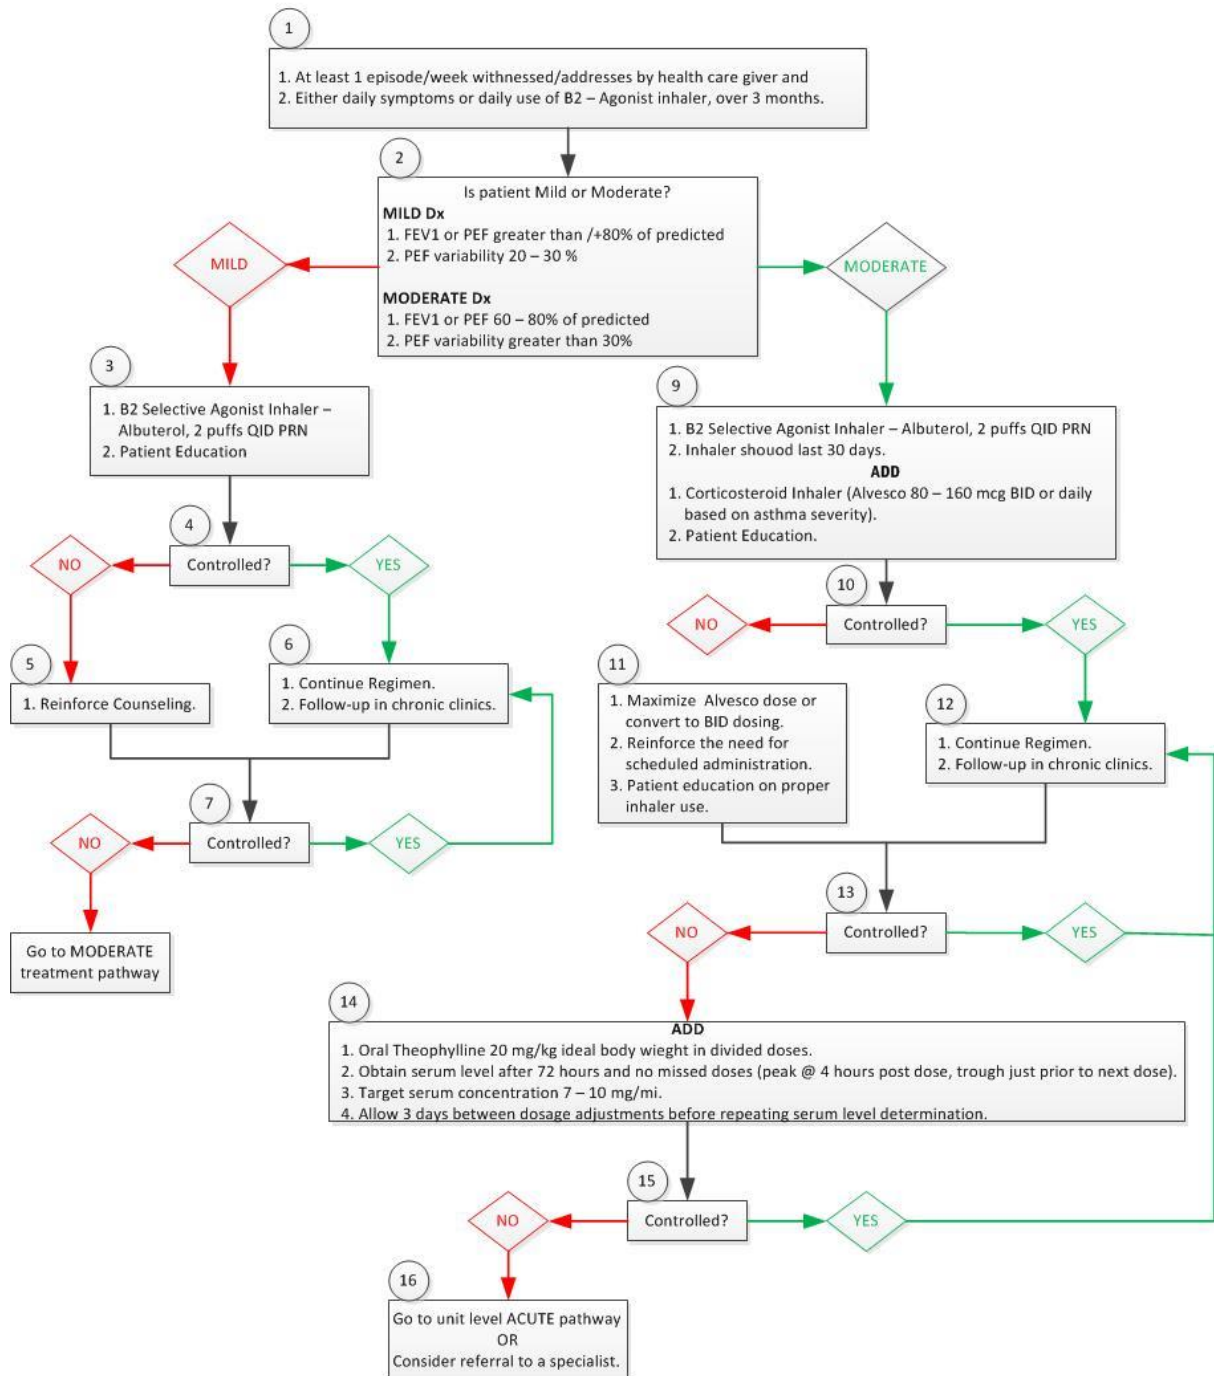 1
1. At least 1 episode/week withnessed/addresses by health care giver and
2. Either daily symptoms or daily use of B2 – Agonist inhaler, over 3 months.
2
Is patient Mild or Moderate?
MILD Dx
1. FEV1 or PEF greater than /+80% of predicted
2. PEF variability 20 – 30 %
MODERATE Dx
1. FEV1 or PEF 60 – 80% of predicted
2. PEF variability greater than 30%
MILD
MODERATE
3
1. B2 Selective Agonist Inhaler –
Albuterol, 2 puffs QID PRN
2. Patient Education
4
Controlled?
NO
YES
5
1. Reinforce Counseling.
6
1. Continue Regimen.
2. Follow-up in chronic clinics.
7
Controlled?
NO
YES
Go to MODERATE
treatment pathway
9
1. B2 Selective Agonist Inhaler – Albuterol, 2 puffs QID PRN
2. Inhaler shouod last 30 days.
ADD
1. Corticosteroid Inhaler (Alvesco 80 – 160 mcg BID or daily
based on asthma severity).
2. Patient Education.
10
Controlled?
NO
YES
11
1. Maximize Alvesco dose or
convert to BID dosing.
2. Reinforce the need for
scheduled administration.
3. Patient education on proper
inhaler use.
12
1. Continue Regimen.
2. Follow-up in chronic clinics.
13
Controlled?
NO
YES
14
ADD
1. Oral Theophylline 20 mg/kg ideal body wieght in divided doses.
2. Obtain serum level after 72 hours and no missed doses (peak @ 4 hours post dose, trough just prior to next dose).
3. Target serum concentration 7 – 10 mg/mi.
4. Allow 3 days between dosage adjustments before repeating serum level determination.
15
Controlled?
NO
YES
16
Go to unit level ACUTE pathway
OR
Consider referral to a specialist.